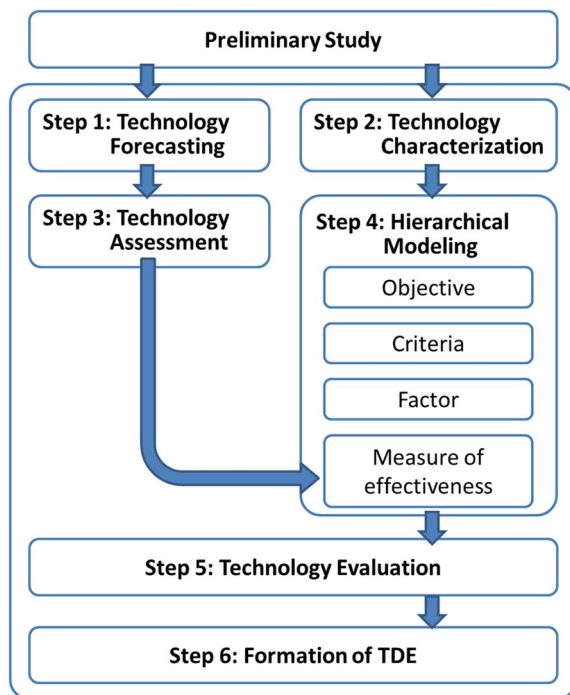 Preliminary Study
Step 1: Technology
Forecasting
Step 2: Technology
Characterization
Step 3: Technology
Assessment
Step 4: Hierarchical
Modeling
Objective
Criteria
Factor
Measure of
effectiveness
Step 5: Technology Evaluation
Step 6: Formation of TDE